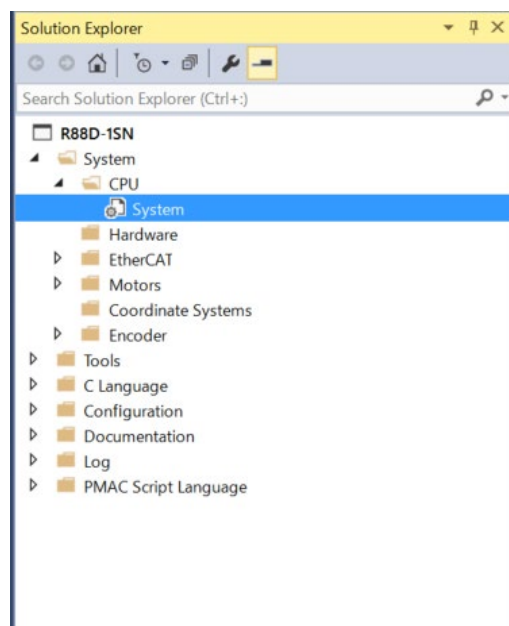 Solution Explorer
Search Solution Explorer (Ctrl+;)
R88D-1SN
System
CPU
System
Hardware
EtherCAT
Motors
Coordinate Systems
Encoder
Tools
C Language
Configuration
Documentation
Log
PMAC Script Language